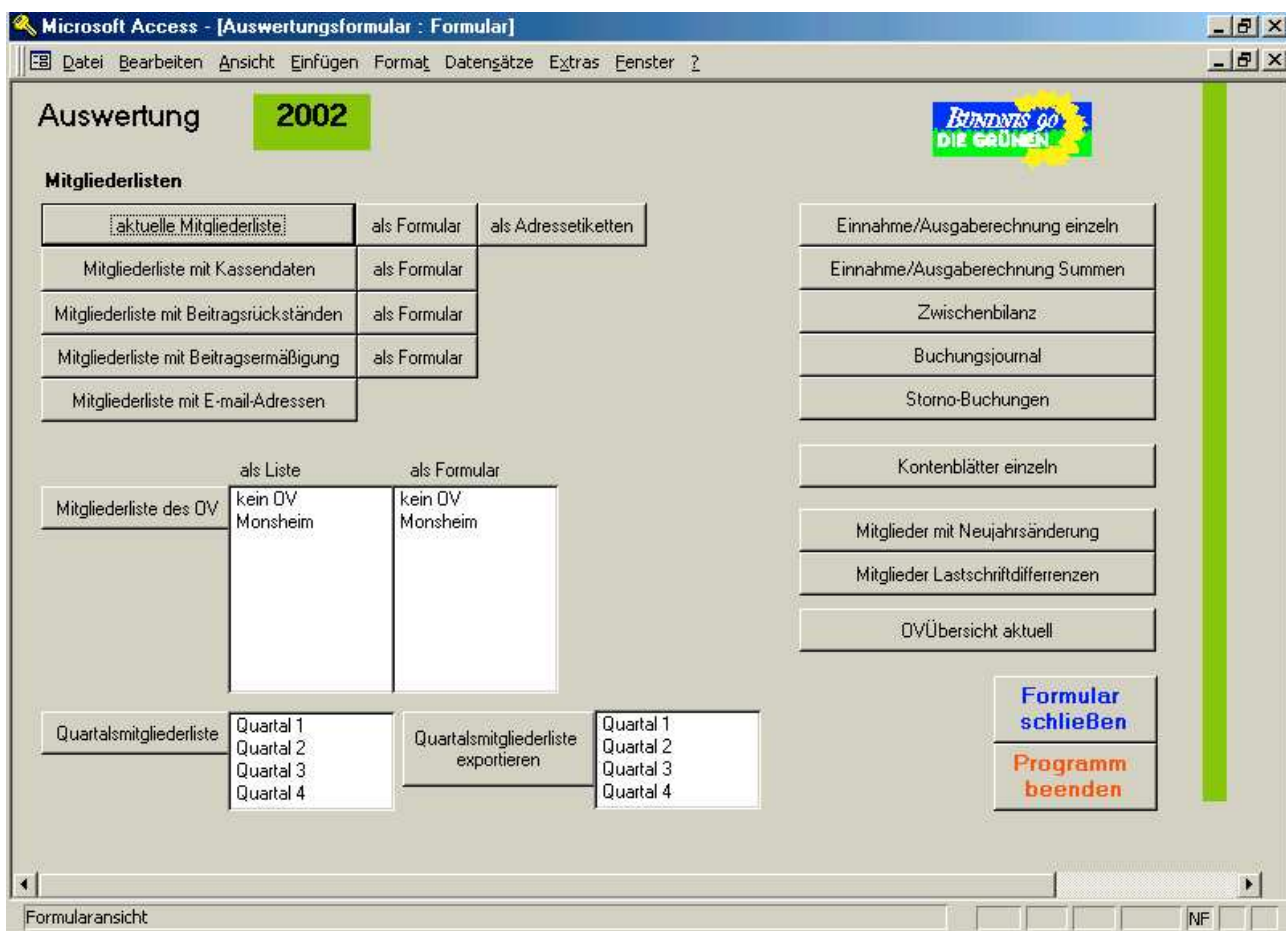 Microsoft Access - [Auswertungsformular : Formular]
Datei Bearbeiten Ansicht Einfügen Format Datensätze Extras Fenster ?
Auswertung 2002
BÜNDNIS 90
DIE GRÜNEN
Mitgliederlisten
aktuelle Mitgliederliste als Formular als Adressetiketten
Mitgliederliste mit Kassendaten als Formular
Mitgliederliste mit Beitragsrückständen als Formular
Mitgliederliste mit Beitragsermäßigung als Formular
Mitgliederliste mit E-mail-Adressen
als Liste als Formular
Mitgliederliste des OV
kein OV
Monsheim
kein OV
Monsheim
Quartalsmitgliederliste
Quartal 1
Quartal 2
Quartal 3
Quartal 4
Quartalsmitgliederliste
exportieren
Quartal 1
Quartal 2
Quartal 3
Quartal 4
Einnahme/Ausgaberechnung einzeln
Einnahme/Ausgaberechnung Summen
Zwischenbilanz
Buchungsjournal
Storno-Buchungen
Kontenblätter einzeln
Mitglieder mit Neujahrsänderung
Mitglieder Lastschriftdifferrenzen
OVÜbersicht aktuell
Formular
schließen
Programm
beenden
Formularansicht
NF